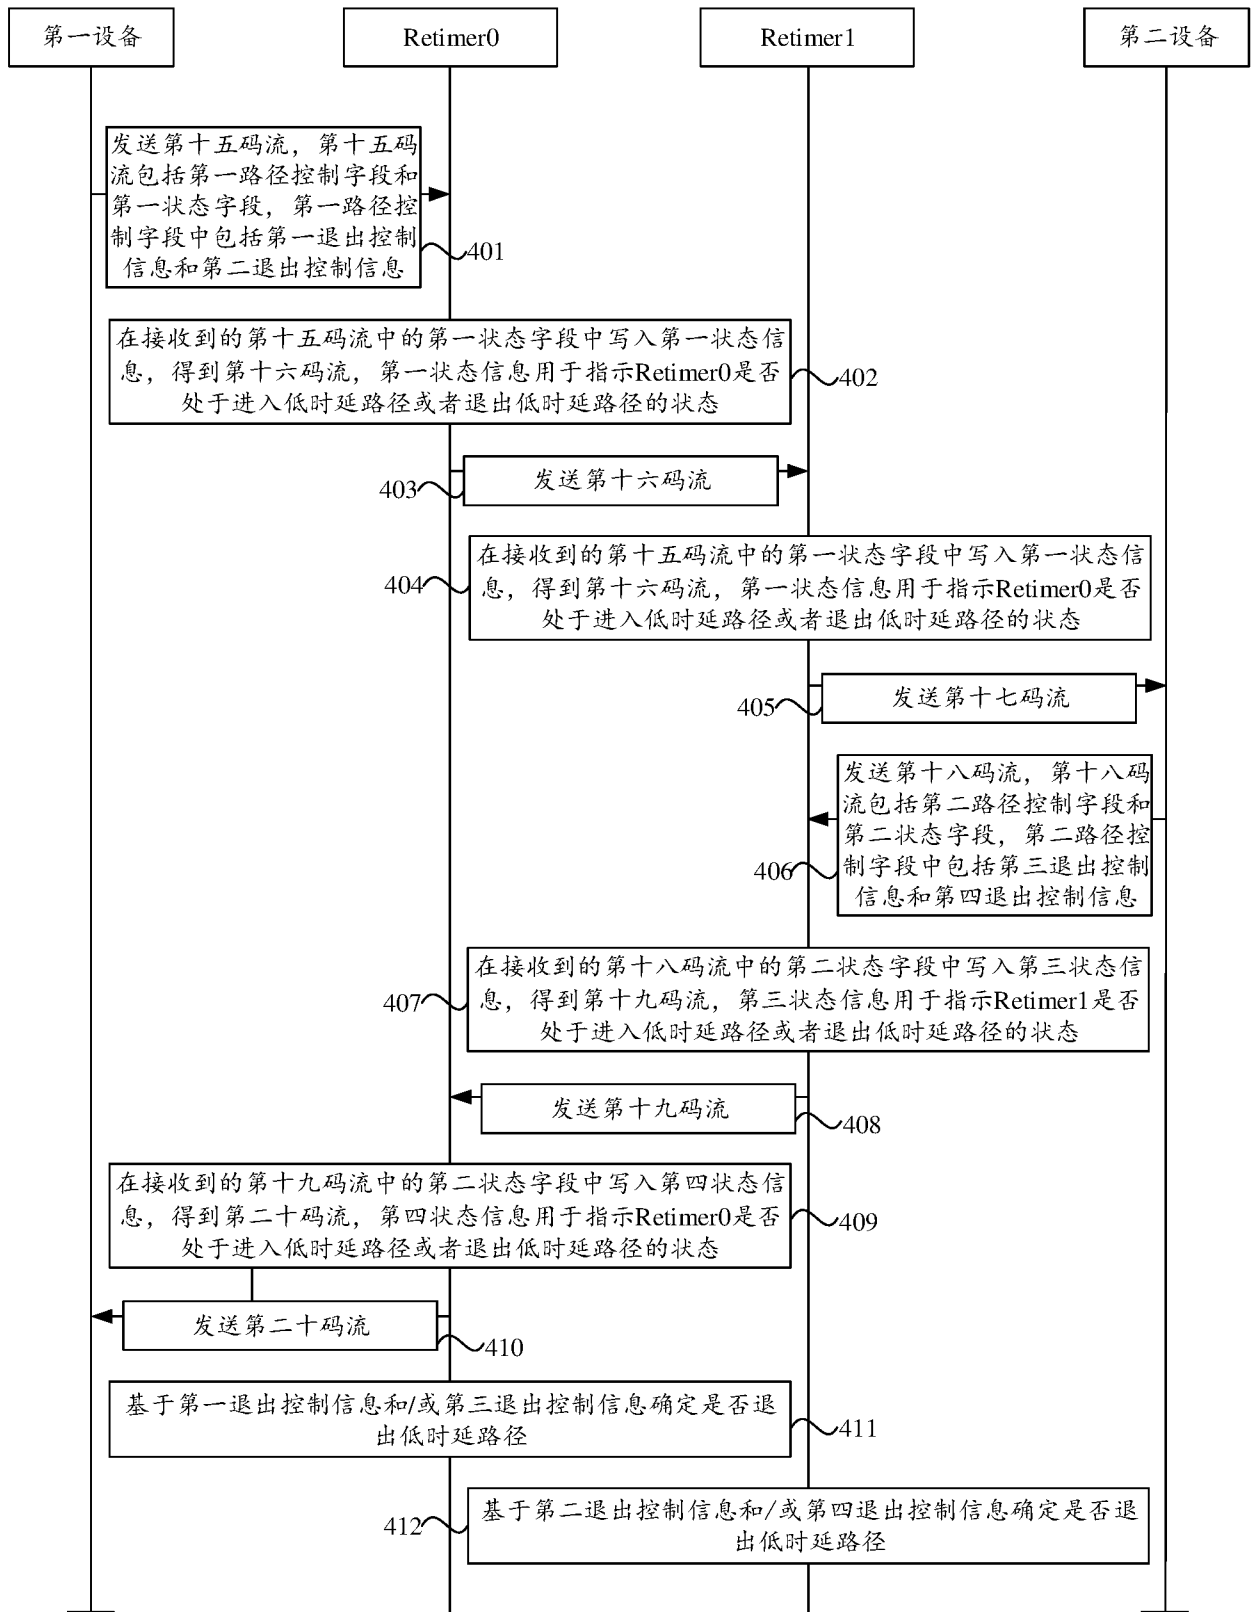 第一设备
Retimer0
Retimer1
第二设备
发送第十五码流，第十五码
流包括第一路径控制字段和
第一状态字段，第一路径控
制字段中包括第一退出控制
信息和第二退出控制信息
401
在接收到的第十五码流中的第一状态字段中写入第一状态信
息，得到第十六码流，第一状态信息用于指示Retimer0是否
处于进入低时延路径或者退出低时延路径的状态
402
403
发送第十六码流
404
在接收到的第十五码流中的第一状态字段中写入第一状态信
息，得到第十六码流，第一状态信息用于指示Retimer0是否
处于进入低时延路径或者退出低时延路径的状态
405
发送第十七码流
406
发送第十八码流，第十八码
流包括第二路径控制字段和
第二状态字段，第二路径控
制字段中包括第三退出控制
信息和第四退出控制信息
407
在接收到的第十八码流中的第二状态字段中写入第三状态信
息，得到第十九码流，第三状态信息用于指示Retimer1是否
处于进入低时延路径或者退出低时延路径的状态
发送第十九码流
408
在接收到的第十九码流中的第二状态字段中写入第四状态信
息，得到第二十码流，第四状态信息用于指示Retimer0是否
处于进入低时延路径或者退出低时延路径的状态
409
发送第二十码流
410
基于第一退出控制信息和/或第三退出控制信息确定是否退
出低时延路径
411
412
基于第二退出控制信息和/或第四退出控制信息确定是否退
出低时延路径